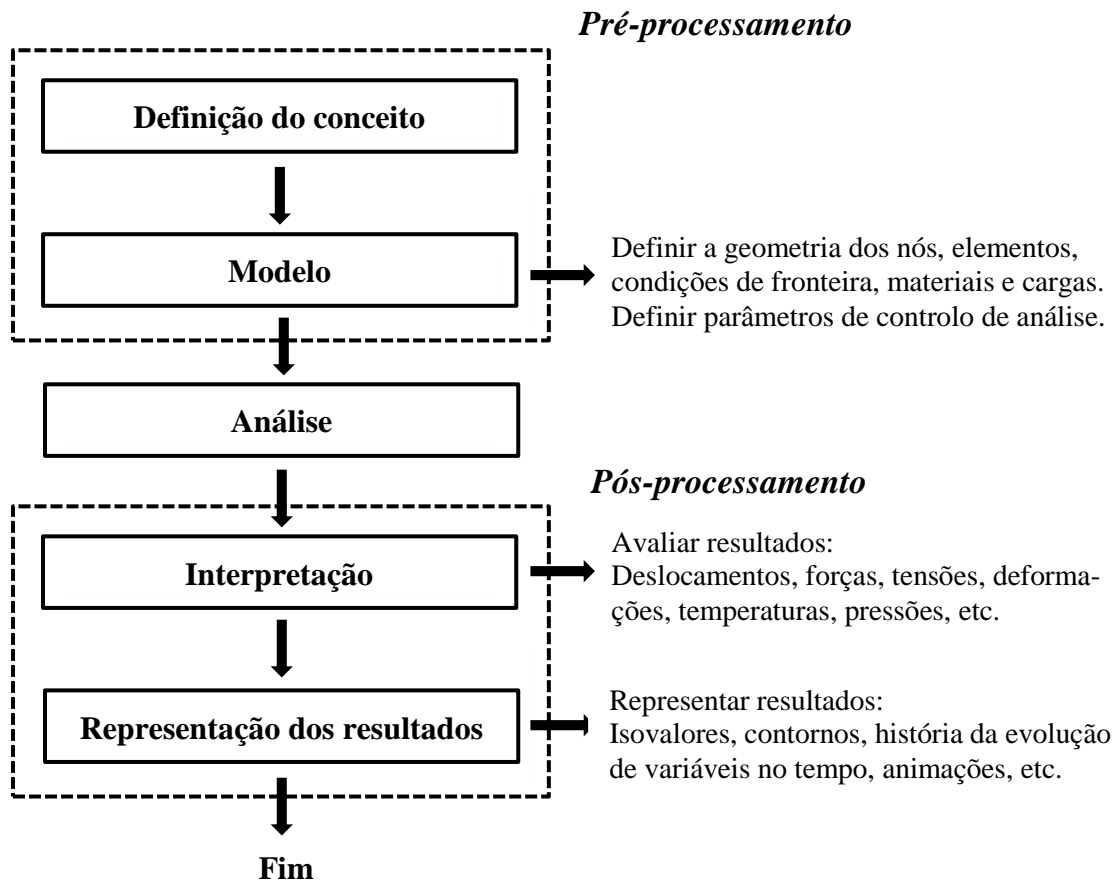 Pré-processamento
Definição do conceito
Modelo
Definir a geometria dos nós, elementos,
condições de fronteira, materiais e cargas.
Definir parâmetros de controlo de análise.
Análise
Pós-processamento
Interpretação
Avaliar resultados:
Deslocamentos, forças, tensões, deforma-
ções, temperaturas, pressões, etc.
Representação dos resultados
Representar resultados:
Isovalores, contornos, história da evolução
de variáveis no tempo, animações, etc.
Fim